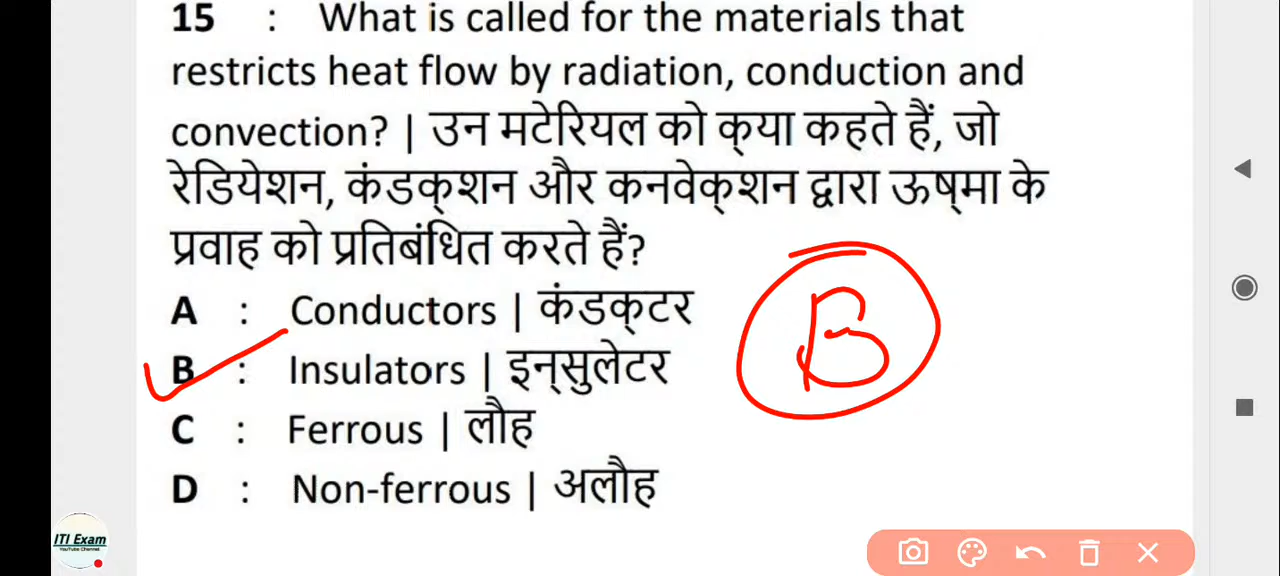 15 : What is called for the materials that
restricts heat flow by radiation, conduction and
convection? | उन मटेरियल को क्या कहते हैं, जो
रेडियेशन, कंडक्शन और कनवेक्शन द्वारा ऊष्मा के
प्रवाह को प्रतिबंधित करते हैं?
A : Conductors | कंडक्टर
B : Insulators | इन्सुलेटर
B
C : Ferrous | लौह
D : Non-ferrous | अलौह
ITI Exam
YouTube Channel